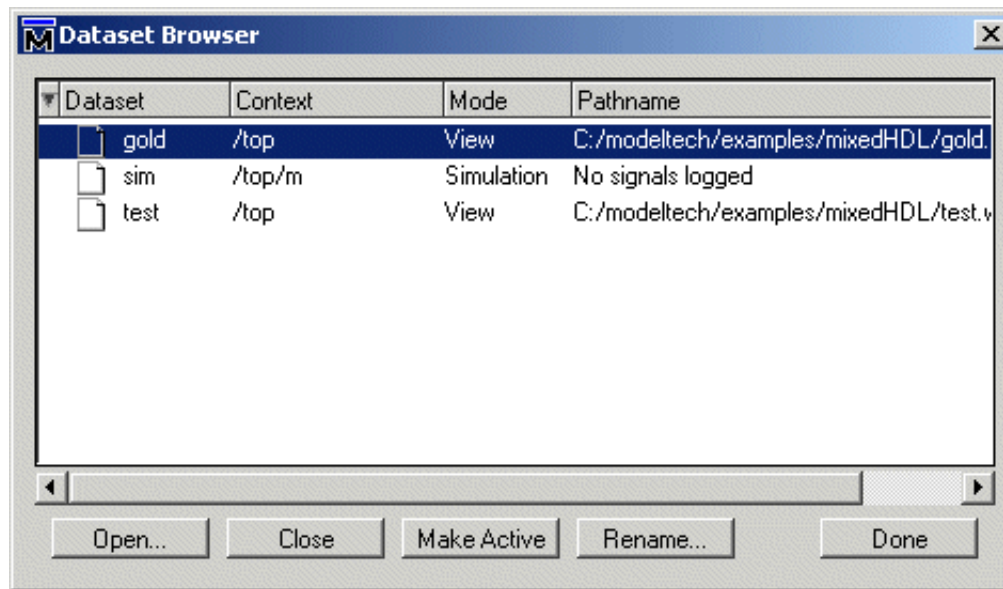 M Dataset Browser
Dataset Context Mode Pathname
gold /top View C:/modeltech/examples/mixedHDL/gold.
sim /top/m Simulation No signals logged
test /top View C:/modeltech/examples/mixedHDL/test.v
Open... Close Make Active Rename... Done